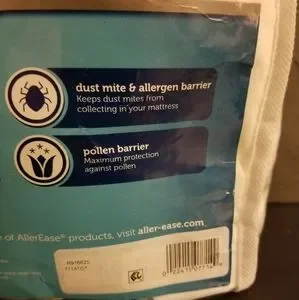 dust mite & allergen barrier
Keeps dust mites from
collecting in your mattress
pollen barrier
Maximum protection
against pollen
e of AllerEase® products, visit aller-ease.com